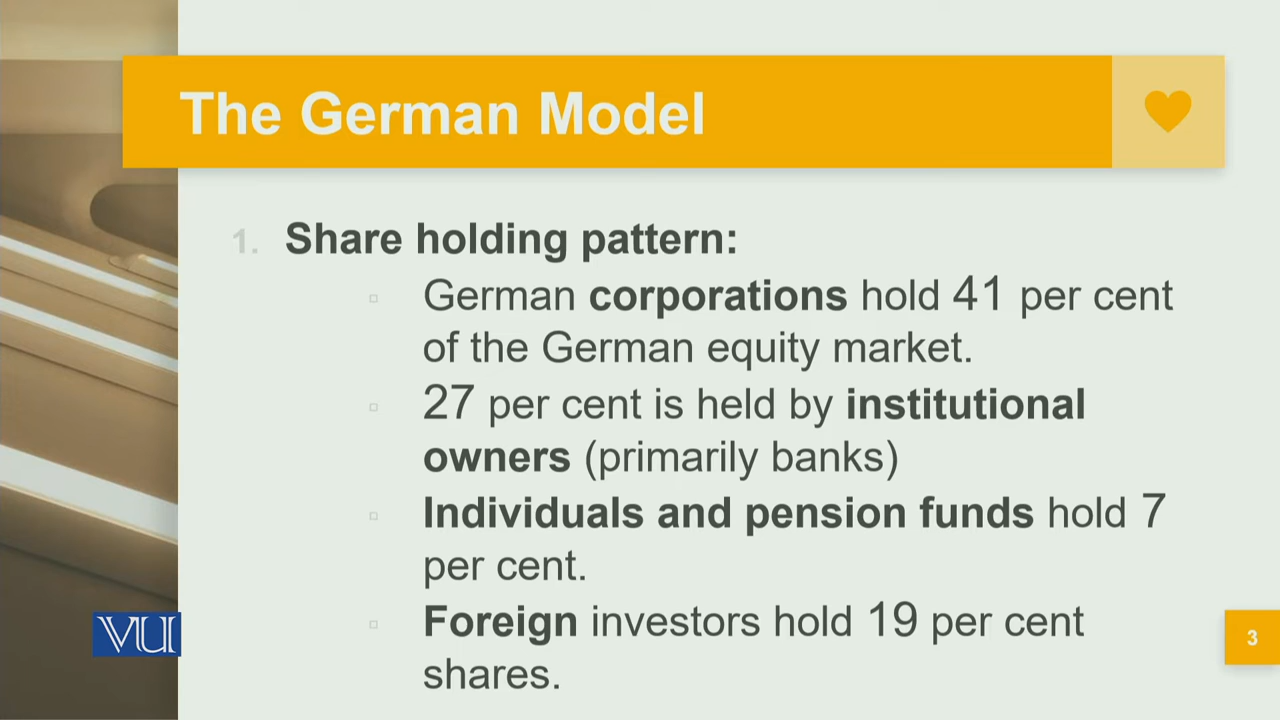 The German Model
1. Share holding pattern:
German corporations hold 41 per cent
of the German equity market.
27 per cent is held by institutional
owners (primarily banks)
Individuals and pension funds hold 7
per cent.
Foreign investors hold 19 per cent
shares.
VU
3